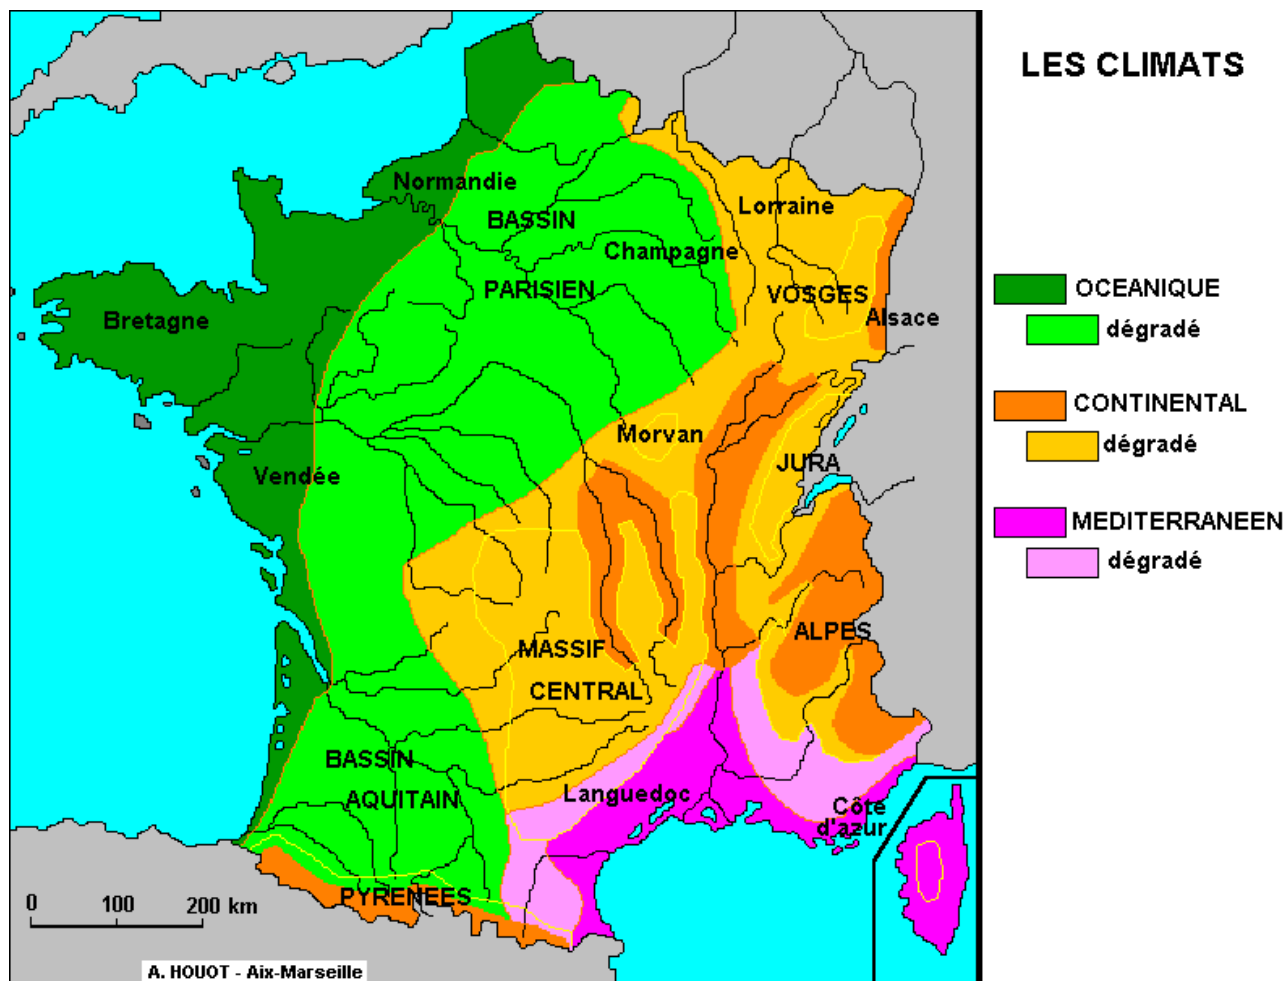 LES CLIMATS
Normandie
Lorraine
BASSIN
Champagne
PARISIEN
VOSGES
Alsace
Bretagne
Morvan
JURA
Vendée
ALPES
MASSIF
CENTRAL
BASSIN
AQUITAIN
Languedoc
Côte
d'azur
PYRENEES
0 100 200 km
A. HOUOT - Aix-Marseille
OCEANIQUE
dégradé
CONTINENTAL
dégradé
MEDITERRANEEN
dégradé